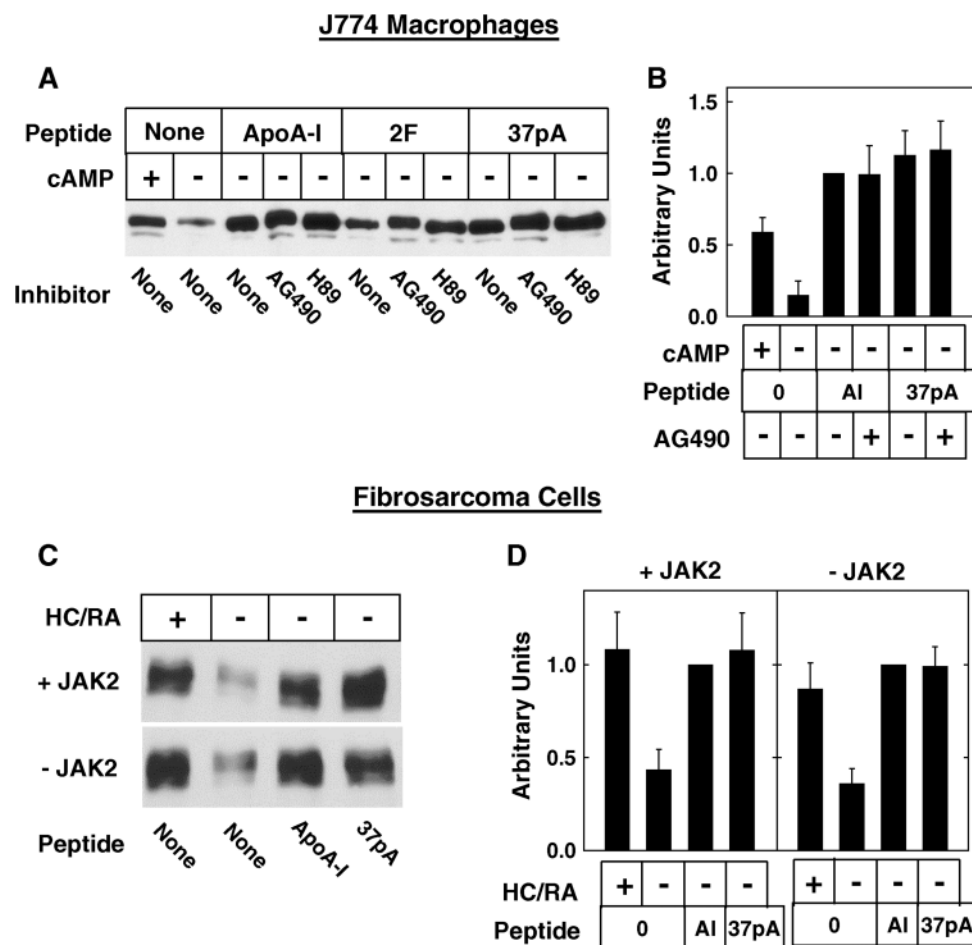 J774 Macrophages
A
Peptide None ApoA-I 2F 37pA
cAMP + - - - - - - - - - -
None None None AG490 H89 None AG490 H89 None AG490 H89
Inhibitor
B
1.5
1.0
0.5
0.0
Arbitrary Units
cAMP + - - - - -
Peptide 0 AI 37pA
AG490 - - - + - +
Fibrosarcoma Cells
C
HC/RA + - - -
+ JAK2
- JAK2
Peptide None None ApoA-I 37pA
D
+ JAK2 - JAK2
1.0
0.5
0.0
Arbitrary Units
HC/RA + - - - + - - -
Peptide 0 AI 37pA 0 AI 37pA